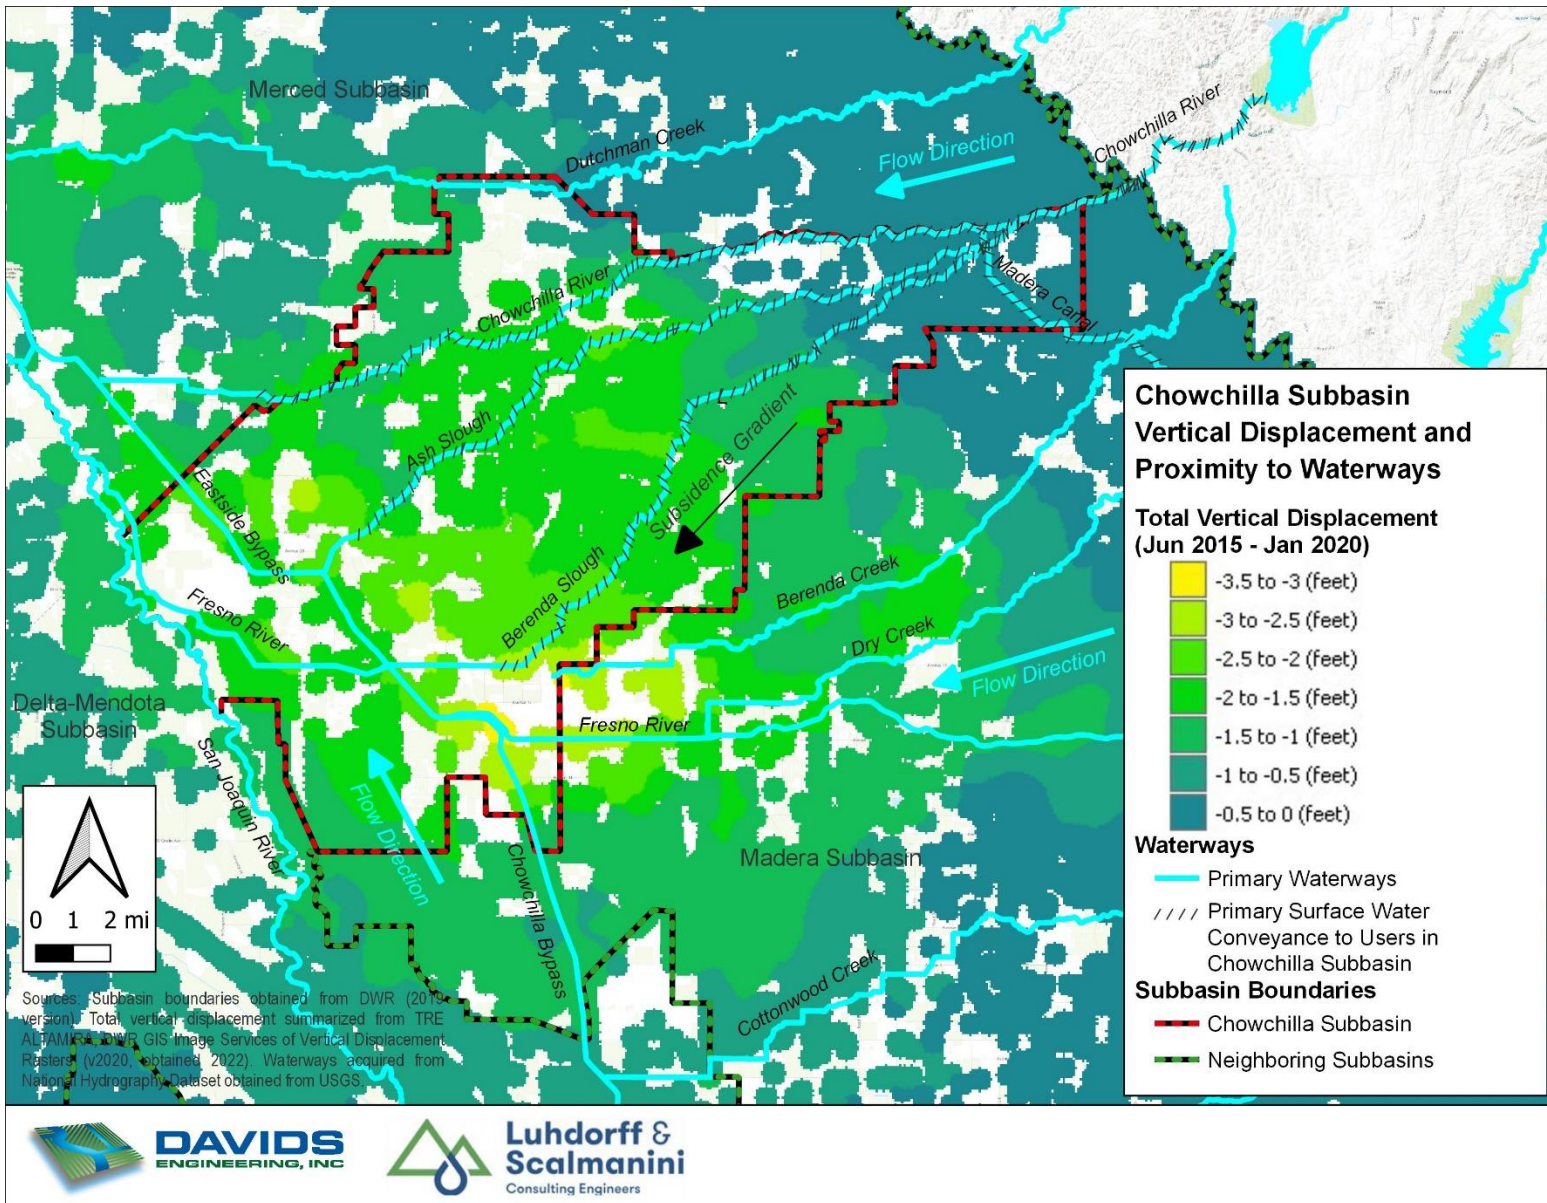 Merced Subbasin
Dutchman Creek
Flow Direction
Chowchilla River
Madera Canal
Chowchilla River
Ash Slough
Subsidence Gradient
Eastside Bypass
Berenda Slough
Berenda Creek
Dry Creek
Flow Direction
Fresno River
Fresno River
Delta-Mendota
Subbasin
San Joaquin River
Flow Direction
Chowchilla Bypass
Madera Subbasin
Cottonwood Creek
0 1 2 mi
Sources: Subbasin boundaries obtained from DWR (2019
version). Total vertical displacement summarized from TRE
ALTAMIRA, DWR GIS Image Services of Vertical Displacement
Rasters (v2020, obtained 2022). Waterways acquired from
National Hydrography Dataset obtained from USGS.
Chowchilla Subbasin
Vertical Displacement and
Proximity to Waterways
Total Vertical Displacement
(Jun 2015 - Jan 2020)
-3.5 to -3 (feet)
-3 to -2.5 (feet)
-2.5 to -2 (feet)
-2 to -1.5 (feet)
-1.5 to -1 (feet)
-1 to -0.5 (feet)
-0.5 to 0 (feet)
Waterways
Primary Waterways
Primary Surface Water
Conveyance to Users in
Chowchilla Subbasin
Subbasin Boundaries
Chowchilla Subbasin
Neighboring Subbasins
DAVIDS
ENGINEERING, INC
Luhdorff &
Scalmanini
Consulting Engineers